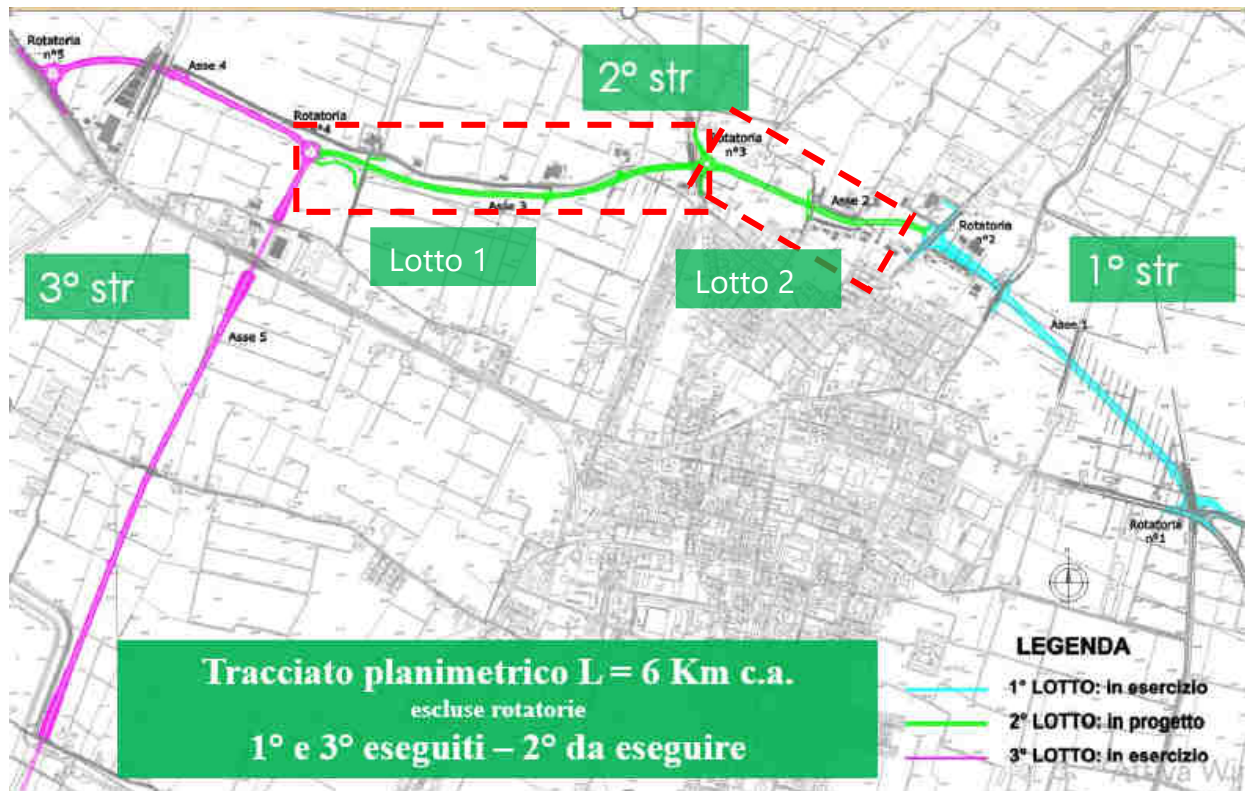 Rotatoria
n°5
Asse 4
2° str
Rotatoria
n°4
Rotatoria
n°3
Asse 3
Asse 2
Rotatoria
n°2
Lotto 1
Lotto 2
1° str
3° str
Asse 5
Asse 1
Rotatoria
n°1
Tracciato planimetrico L = 6 Km c.a.
escluse rotatorie
1° e 3° eseguiti – 2° da eseguire
LEGENDA
1° LOTTO: in esercizio
2° LOTTO: in progetto
3° LOTTO: in esercizio
Attiva Win